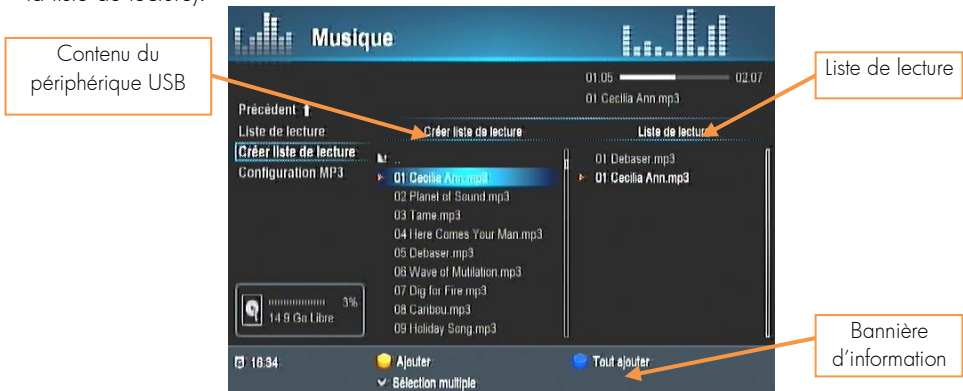 la liste de lecture).
Musique
Contenu du
périphérique USB
Liste de lecture
01:05
02:07
01 Cecilia Ann.mp3
Précédent
Liste de lecture
Créer liste de lecture
Configuration MP3
Créer liste de lecture
Liste de lecture
..
01 Cecilia Ann.mp3
02 Planet of Sound.mp3
03 Tame.mp3
04 Here Comes Your Man.mp3
05 Debaser.mp3
06 Wave of Mutilation.mp3
07 Dig for Fire.mp3
08 Caribou.mp3
09 Holiday Song.mp3
01 Debaser.mp3
01 Cecilia Ann.mp3
3%
14.9 Go Libre
16:34
Ajouter
Tout ajouter
Sélection multiple
Bannière
d'information